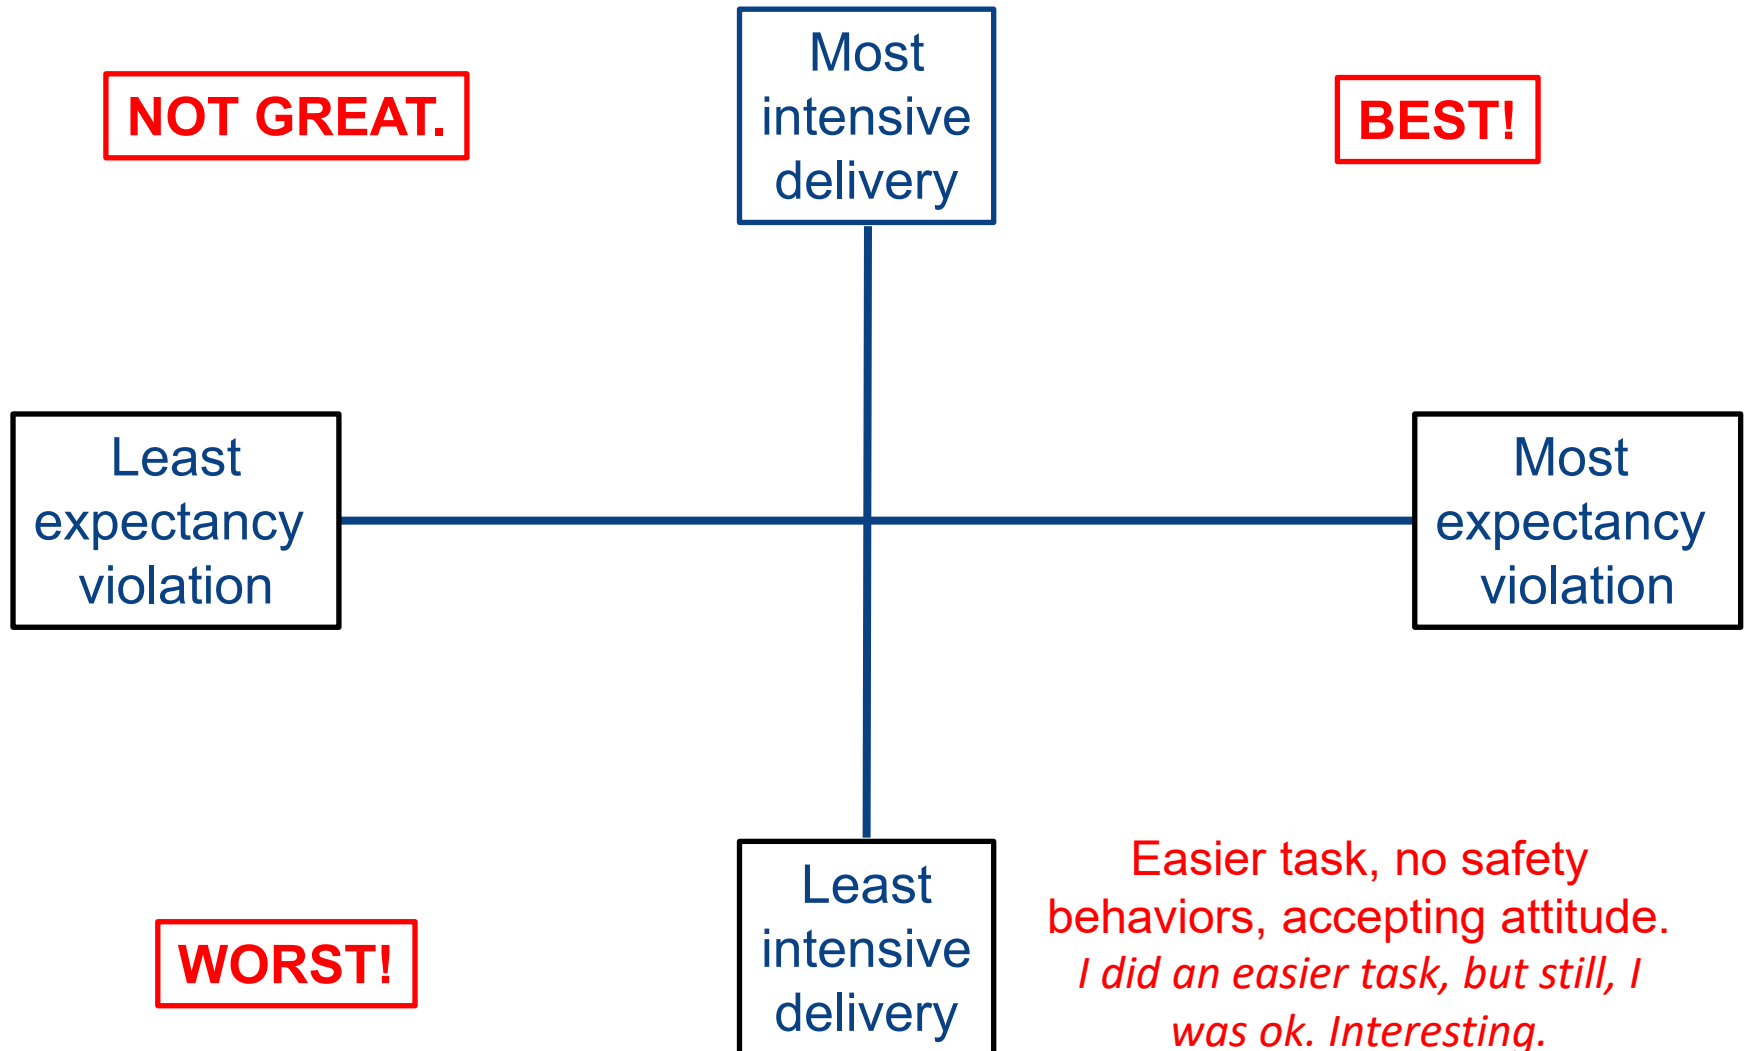 Most
intensive
delivery
NOT GREAT.
BEST!
Least
expectancy
violation
Most
expectancy
violation
Least
intensive
delivery
WORST!
Easier task, no safety
behaviors, accepting attitude.
I did an easier task, but still, I
was ok. Interesting.